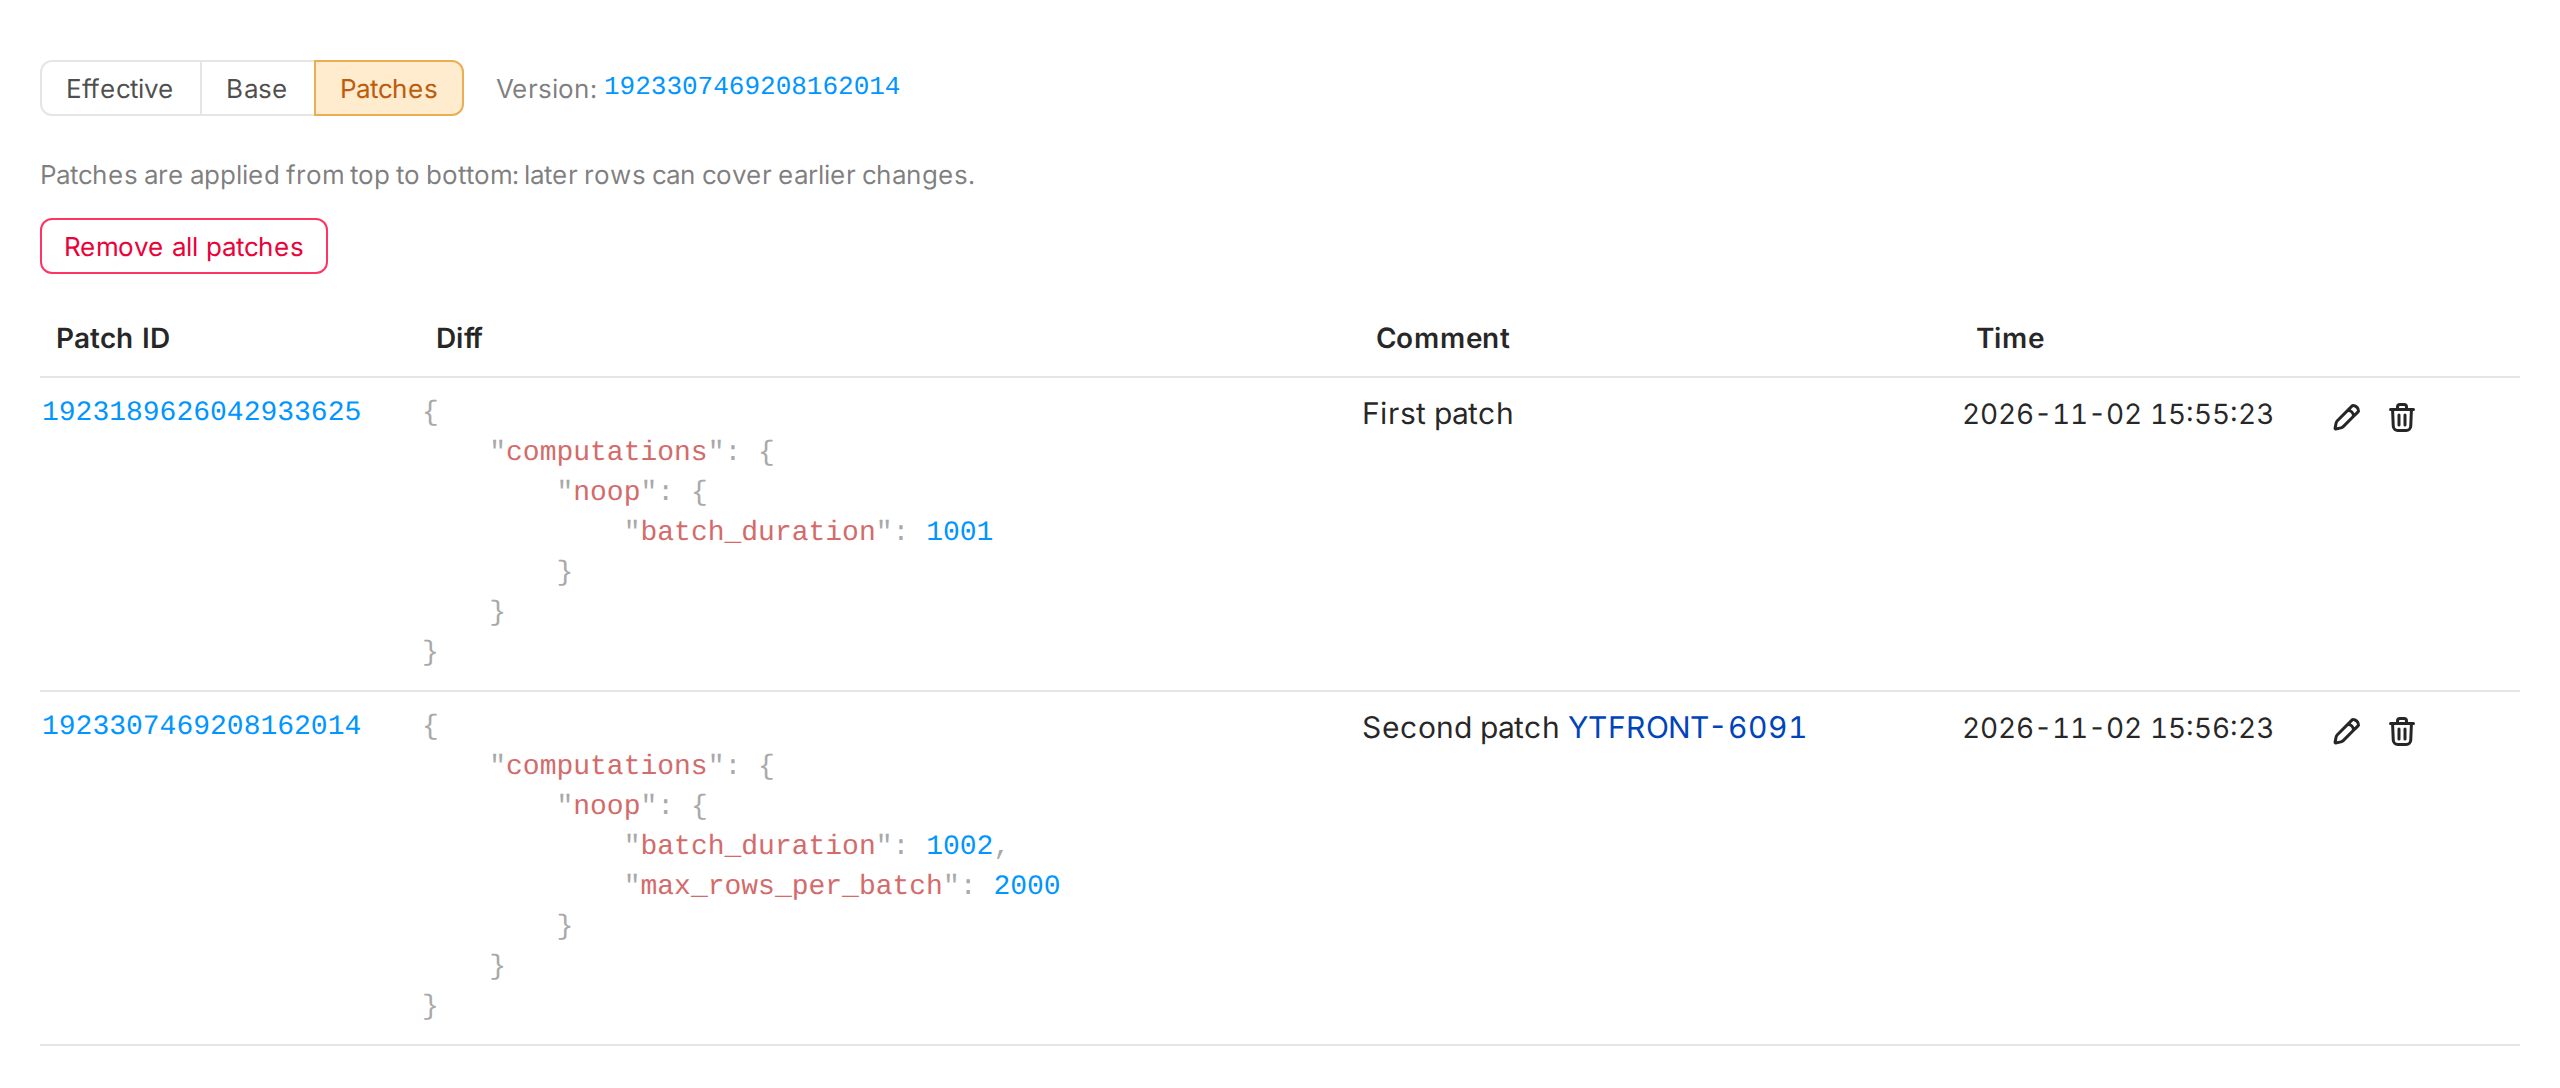 Effective Base Patches Version: 1923307469208162014
Patches are applied from top to bottom: later rows can cover earlier changes.
Remove all patches
Patch ID Diff Comment Time
1923189626042933625 { First patch 2026-11-02 15:55:23
"computations": {
"noop": {
"batch_duration": 1001
}
}
}
1923307469208162014 { Second patch YTFRONT-6091 2026-11-02 15:56:23
"computations": {
"noop": {
"batch_duration": 1002,
"max_rows_per_batch": 2000
}
}
}